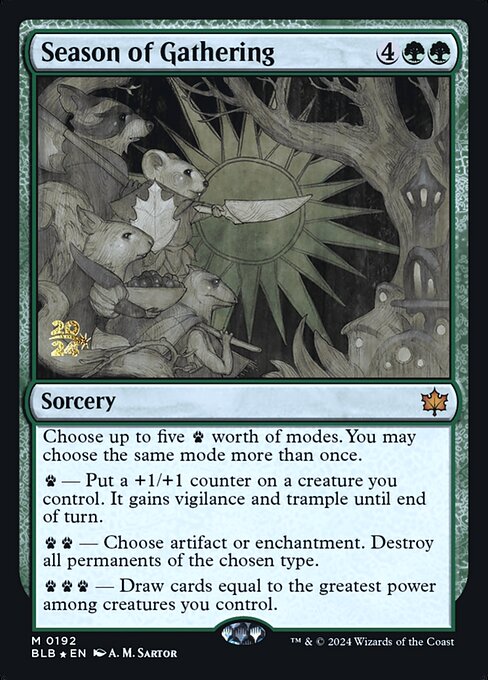 Season of Gathering 4
2024
Sorcery
Choose up to five worth of modes. You may
choose the same mode more than once.
— Put a +1/+1 counter on a creature you
control. It gains vigilance and trample until end
of turn.
— Choose artifact or enchantment. Destroy
all permanents of the chosen type.
— Draw cards equal to the greatest power
among creatures you control.
M 0192
BLB ★ EN A. M. Sartor
™ & © 2024 Wizards of the Coast